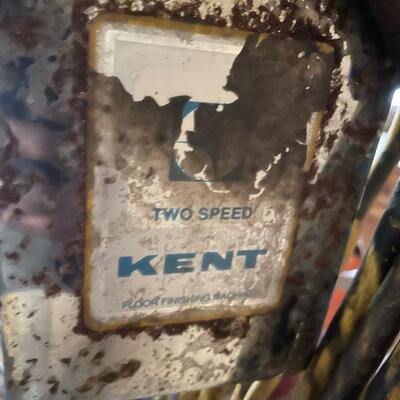 TWO SPEED
KENT
FLOOR FINISHING MACHINE